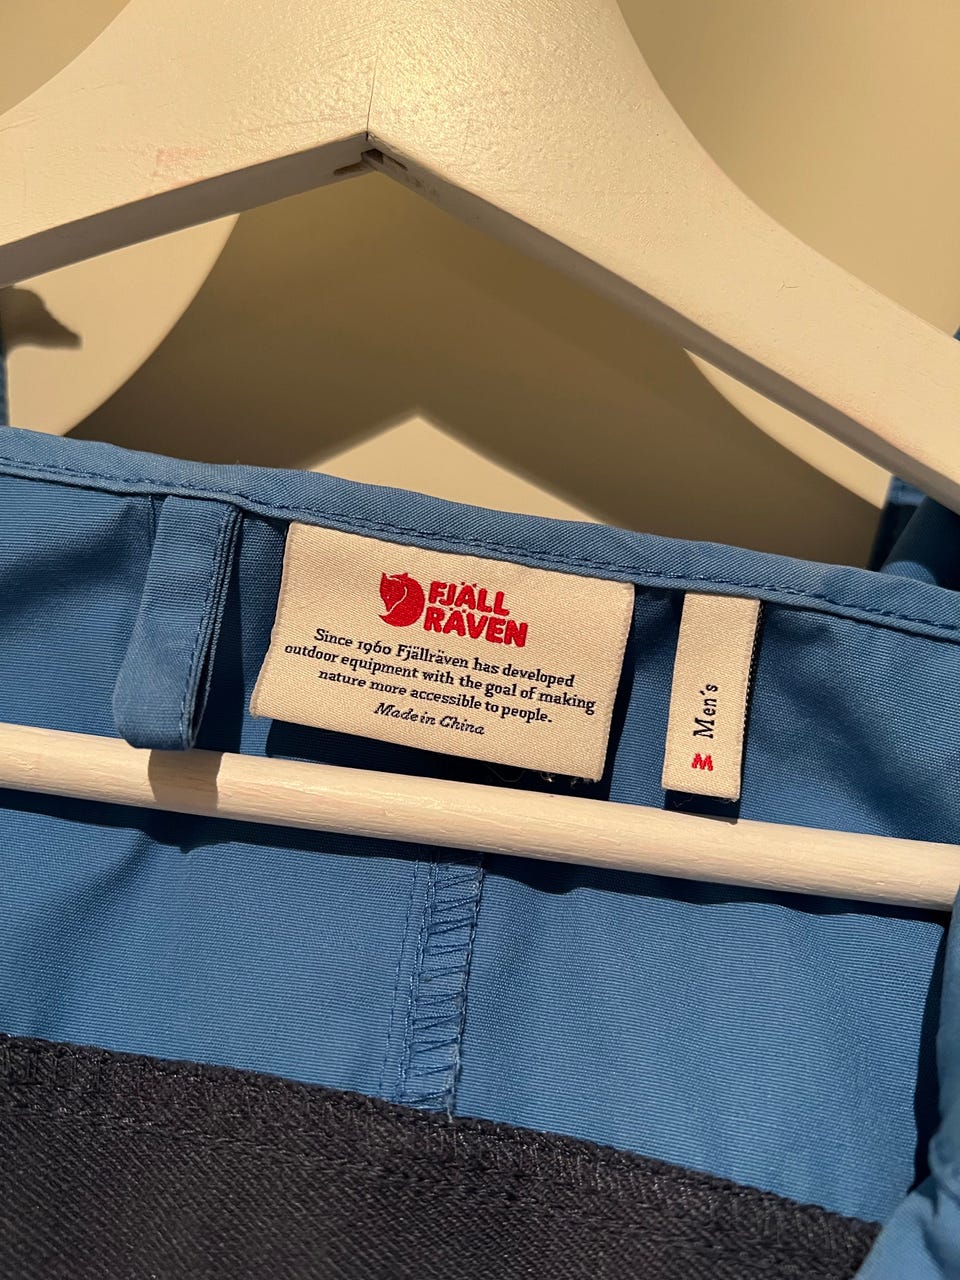 FJÄLL
RÄVEN
Since 1960 Fjällräven has developed
outdoor equipment with the goal of making
nature more accessible to people.
Made in China
Men's
M